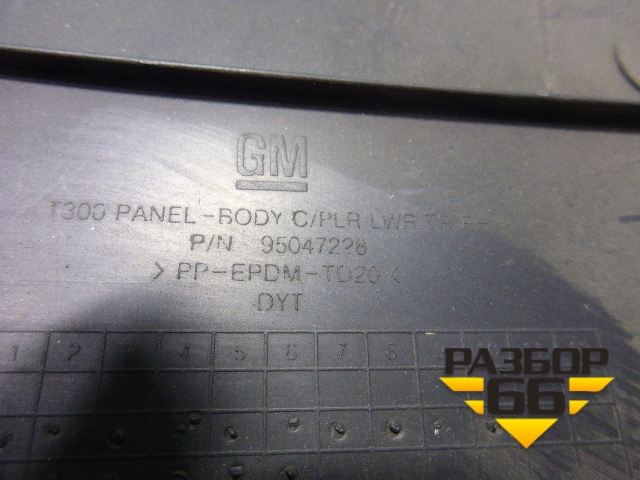 GM
T300 PANEL-BODY C/PLR LWR
P/N 95047228
> PP-EPDM-TD20 <
DYT
1 2 3 4 5 6 7 8
РАЗБОР
66